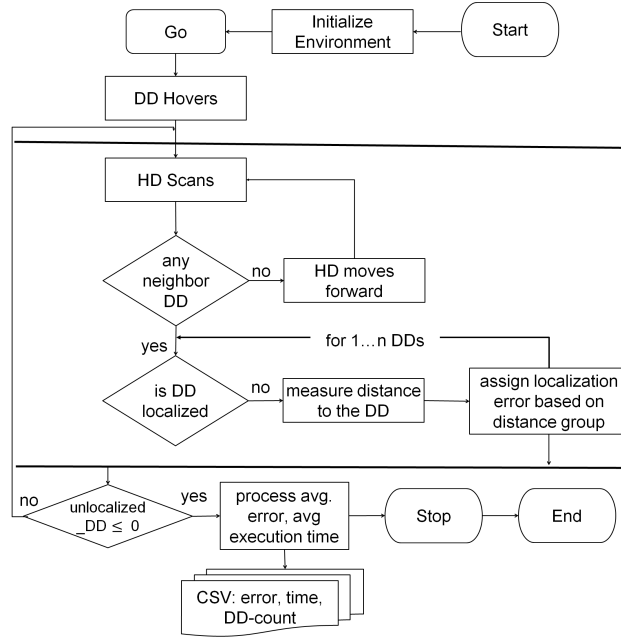 Start
Initialize
Environment
Go
DD Hovers
HD Scans
any
neighbor
DD
no
HD moves
forward
yes
for 1...n DDs
is DD
localized
no
measure distance
to the DD
assign localization
error based on
distance group
no
unlocalized
_DD ≤ 0
yes
process avg.
error, avg
execution time
Stop
End
CSV: error, time,
DD-count